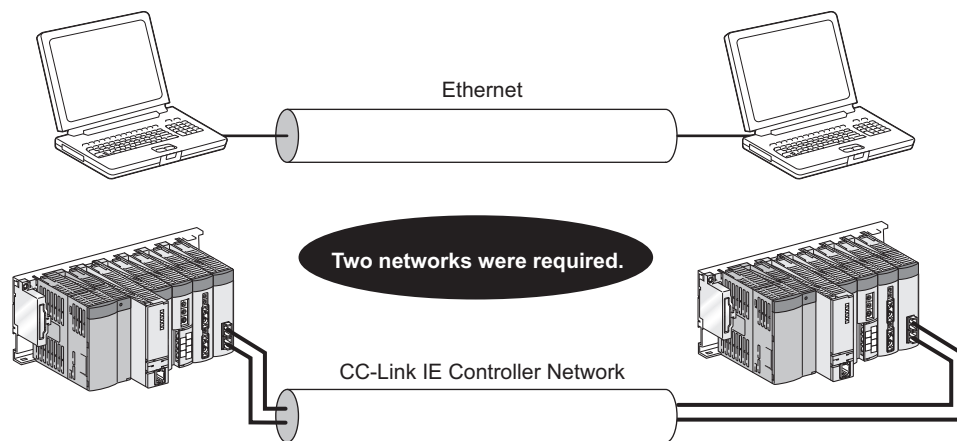 Ethernet
Two networks were required.
CC-Link IE Controller Network